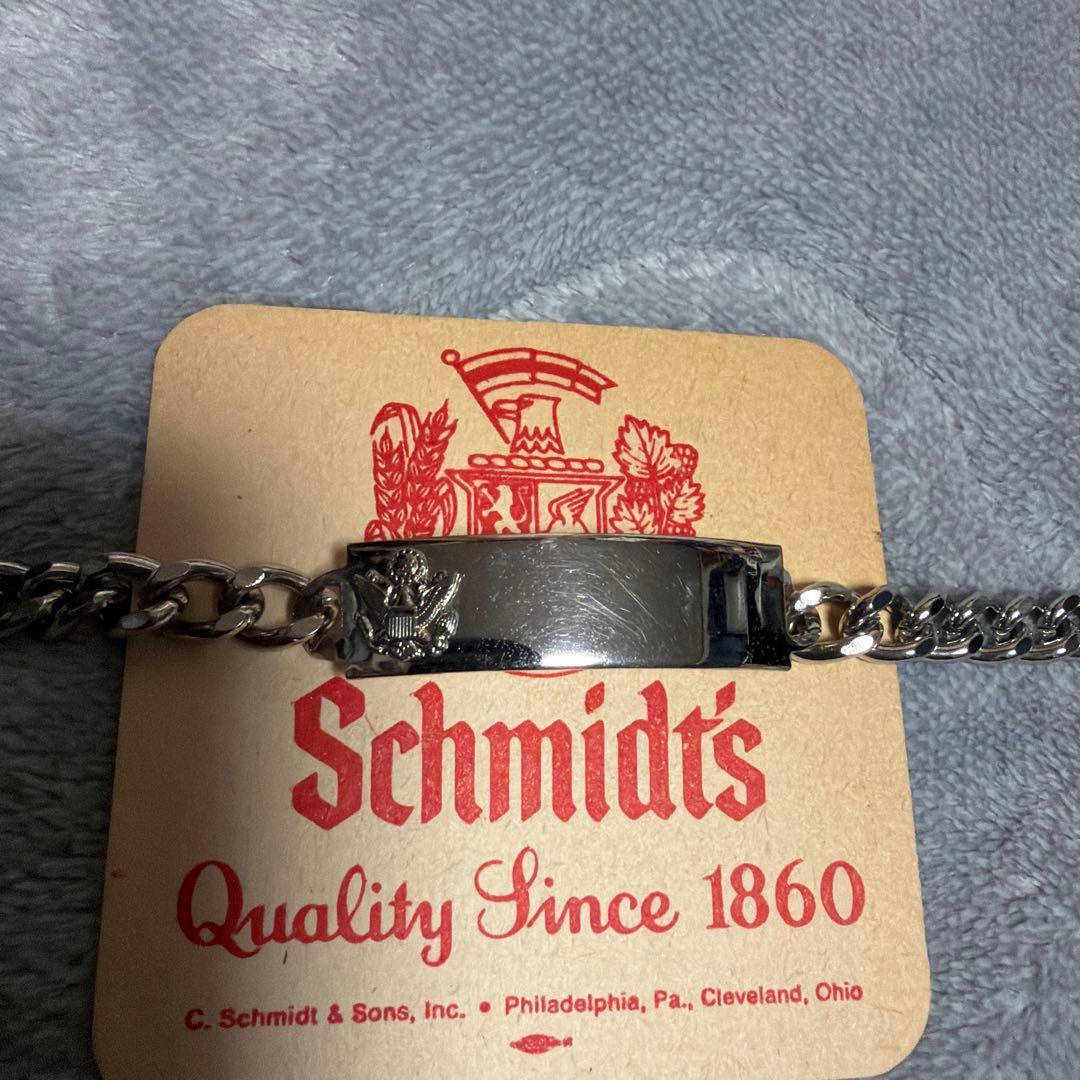 Schmidt's
Quality Since 1860
C. Schmidt & Sons, Inc. • Philadelphia, Pa., Cleveland, Ohio